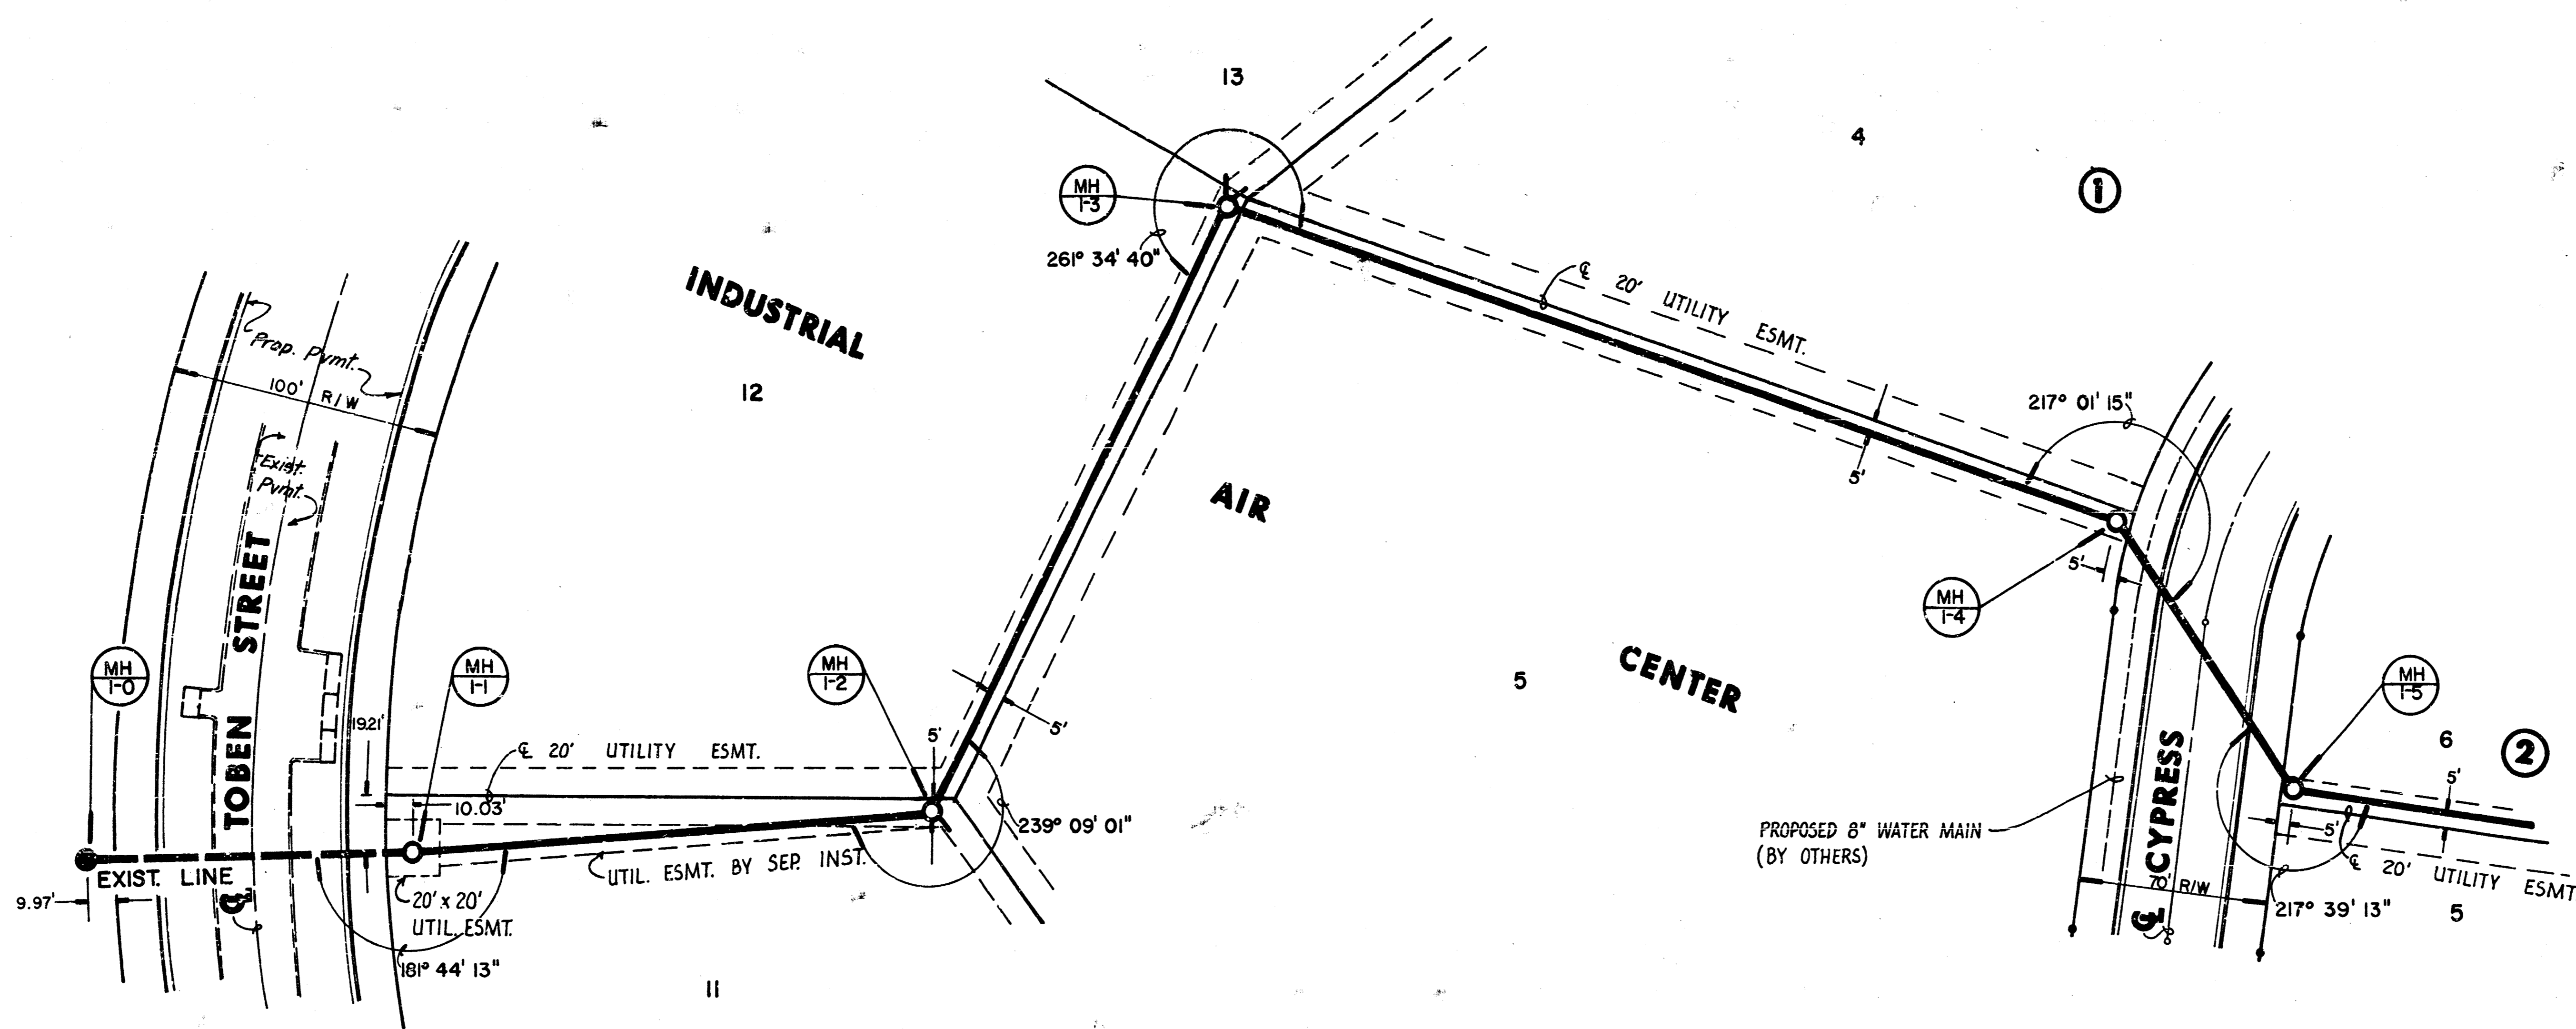 13
4
1
MH
1-3
261° 34' 40"
INDUSTRIAL
℄ 20' UTILITY ESMT.
Prop. Pvmt.
100' R/W
12
217° 01' 15"
Exist.
Pvmt.
5'
AIR
TOBEN STREET
5'
MH
1-4
MH
1-0
MH
1-1
MH
1-2
5
CENTER
MH
1-5
19.21'
5'
5'
6
2
℄ 20' UTILITY ESMT.
5'
10.03'
239° 09' 01"
PROPOSED 8" WATER MAIN
(BY OTHERS)
℄ CYPRESS
5'
UTIL. ESMT. BY SEP. INST.
EXIST. LINE
℄
9.97'
20' x 20'
UTIL. ESMT.
70' R/W
℄ 20' UTILITY ESMT
217° 39' 13"
5
181° 44' 13"
11